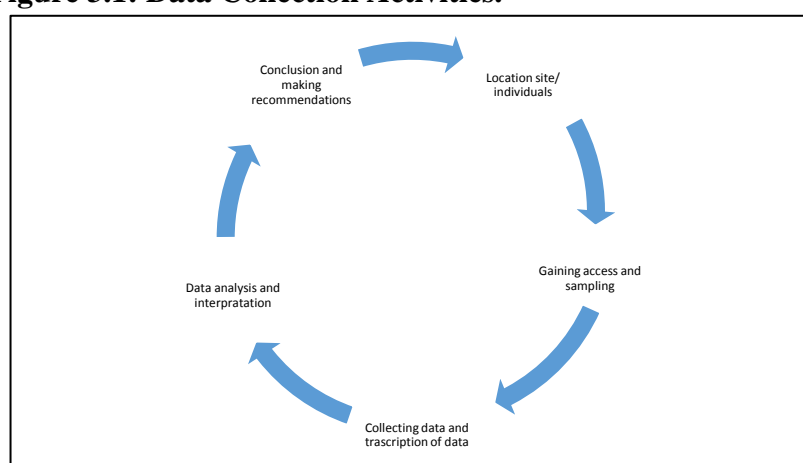 Figure 3.1: Data Collection Activities.
Conclusion and
making
recommendations
Location site/
individuals
Gaining access and
sampling
Collecting data and
trascription of data
Data analysis and
interpratation